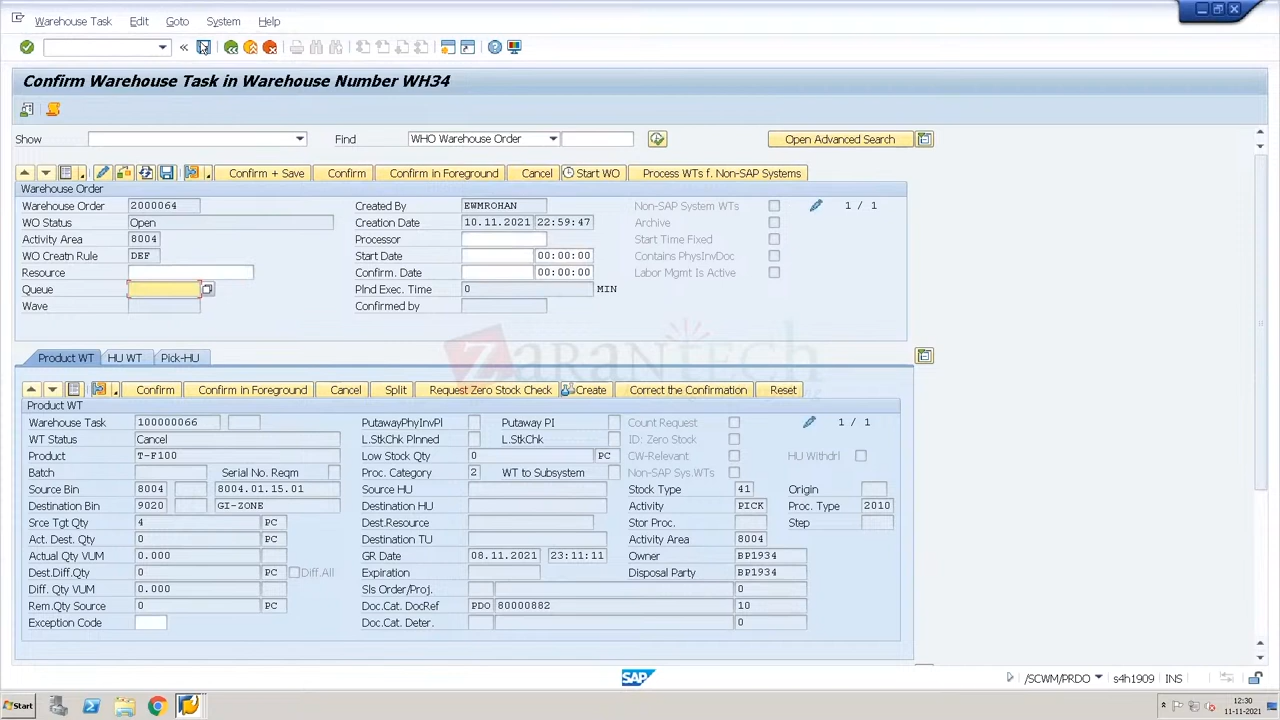 Warehouse Task Edit Goto System Help
Confirm Warehouse Task in Warehouse Number WH34
Show Find WHO Warehouse Order Open Advanced Search
Confirm + Save Confirm Confirm in Foreground Cancel Start WO Process WTs f. Non-SAP Systems
Warehouse Order
Warehouse Order 2000064 Created By EWMROHAN Non-SAP System WTs 1 / 1
WO Status Open Creation Date 10.11.2021 22:59:47 Archive
Activity Area 8004 Processor Start Time Fixed
WO Creatn Rule DEF Start Date 00:00:00 Contains PhysInvDoc
Resource Confirm. Date 00:00:00 Labor Mgmt Is Active
Queue Plnd Exec. Time 0 MIN
Wave Confirmed by
ZARANTECH
Product WT HU WT Pick-HU
Confirm Confirm in Foreground Cancel Split Request Zero Stock Check Create Correct the Confirmation Reset
Product WT
Warehouse Task 100000066 PutawayPhyInvPl Putaway PI Count Request 1 / 1
WT Status Cancel L.StkChk Plnned L.StkChk ID: Zero Stock
Product T-F100 Low Stock Qty 0 PC CW-Relevant HU Withdrl
Batch Serial No. Reqm Proc. Category 2 WT to Subsystem Non-SAP Sys.WTs
Source Bin 8004 8004.01.15.01 Source HU Stock Type 41 Origin
Destination Bin 9020 GI-ZONE Destination HU Activity PICK Proc. Type 2010
Srce Tgt Qty 4 PC Dest.Resource Stor Proc. Step
Act. Dest. Qty 0 PC Destination TU Activity Area 8004
Actual Qty VUM 0.000 GR Date 08.11.2021 23:11:11 Owner BP1934
Dest.Diff.Qty 0 PC Diff.All Expiration Disposal Party BP1934
Diff. Qty VUM 0.000 Sls Order/Proj. 0
Rem.Qty Source 0 PC Doc.Cat. DocRef PDO 80000882 10
Exception Code Doc.Cat. Deter. 0
SAP /SCWM/PRDO s4h1909 INS
Start 12:30
11-11-2021